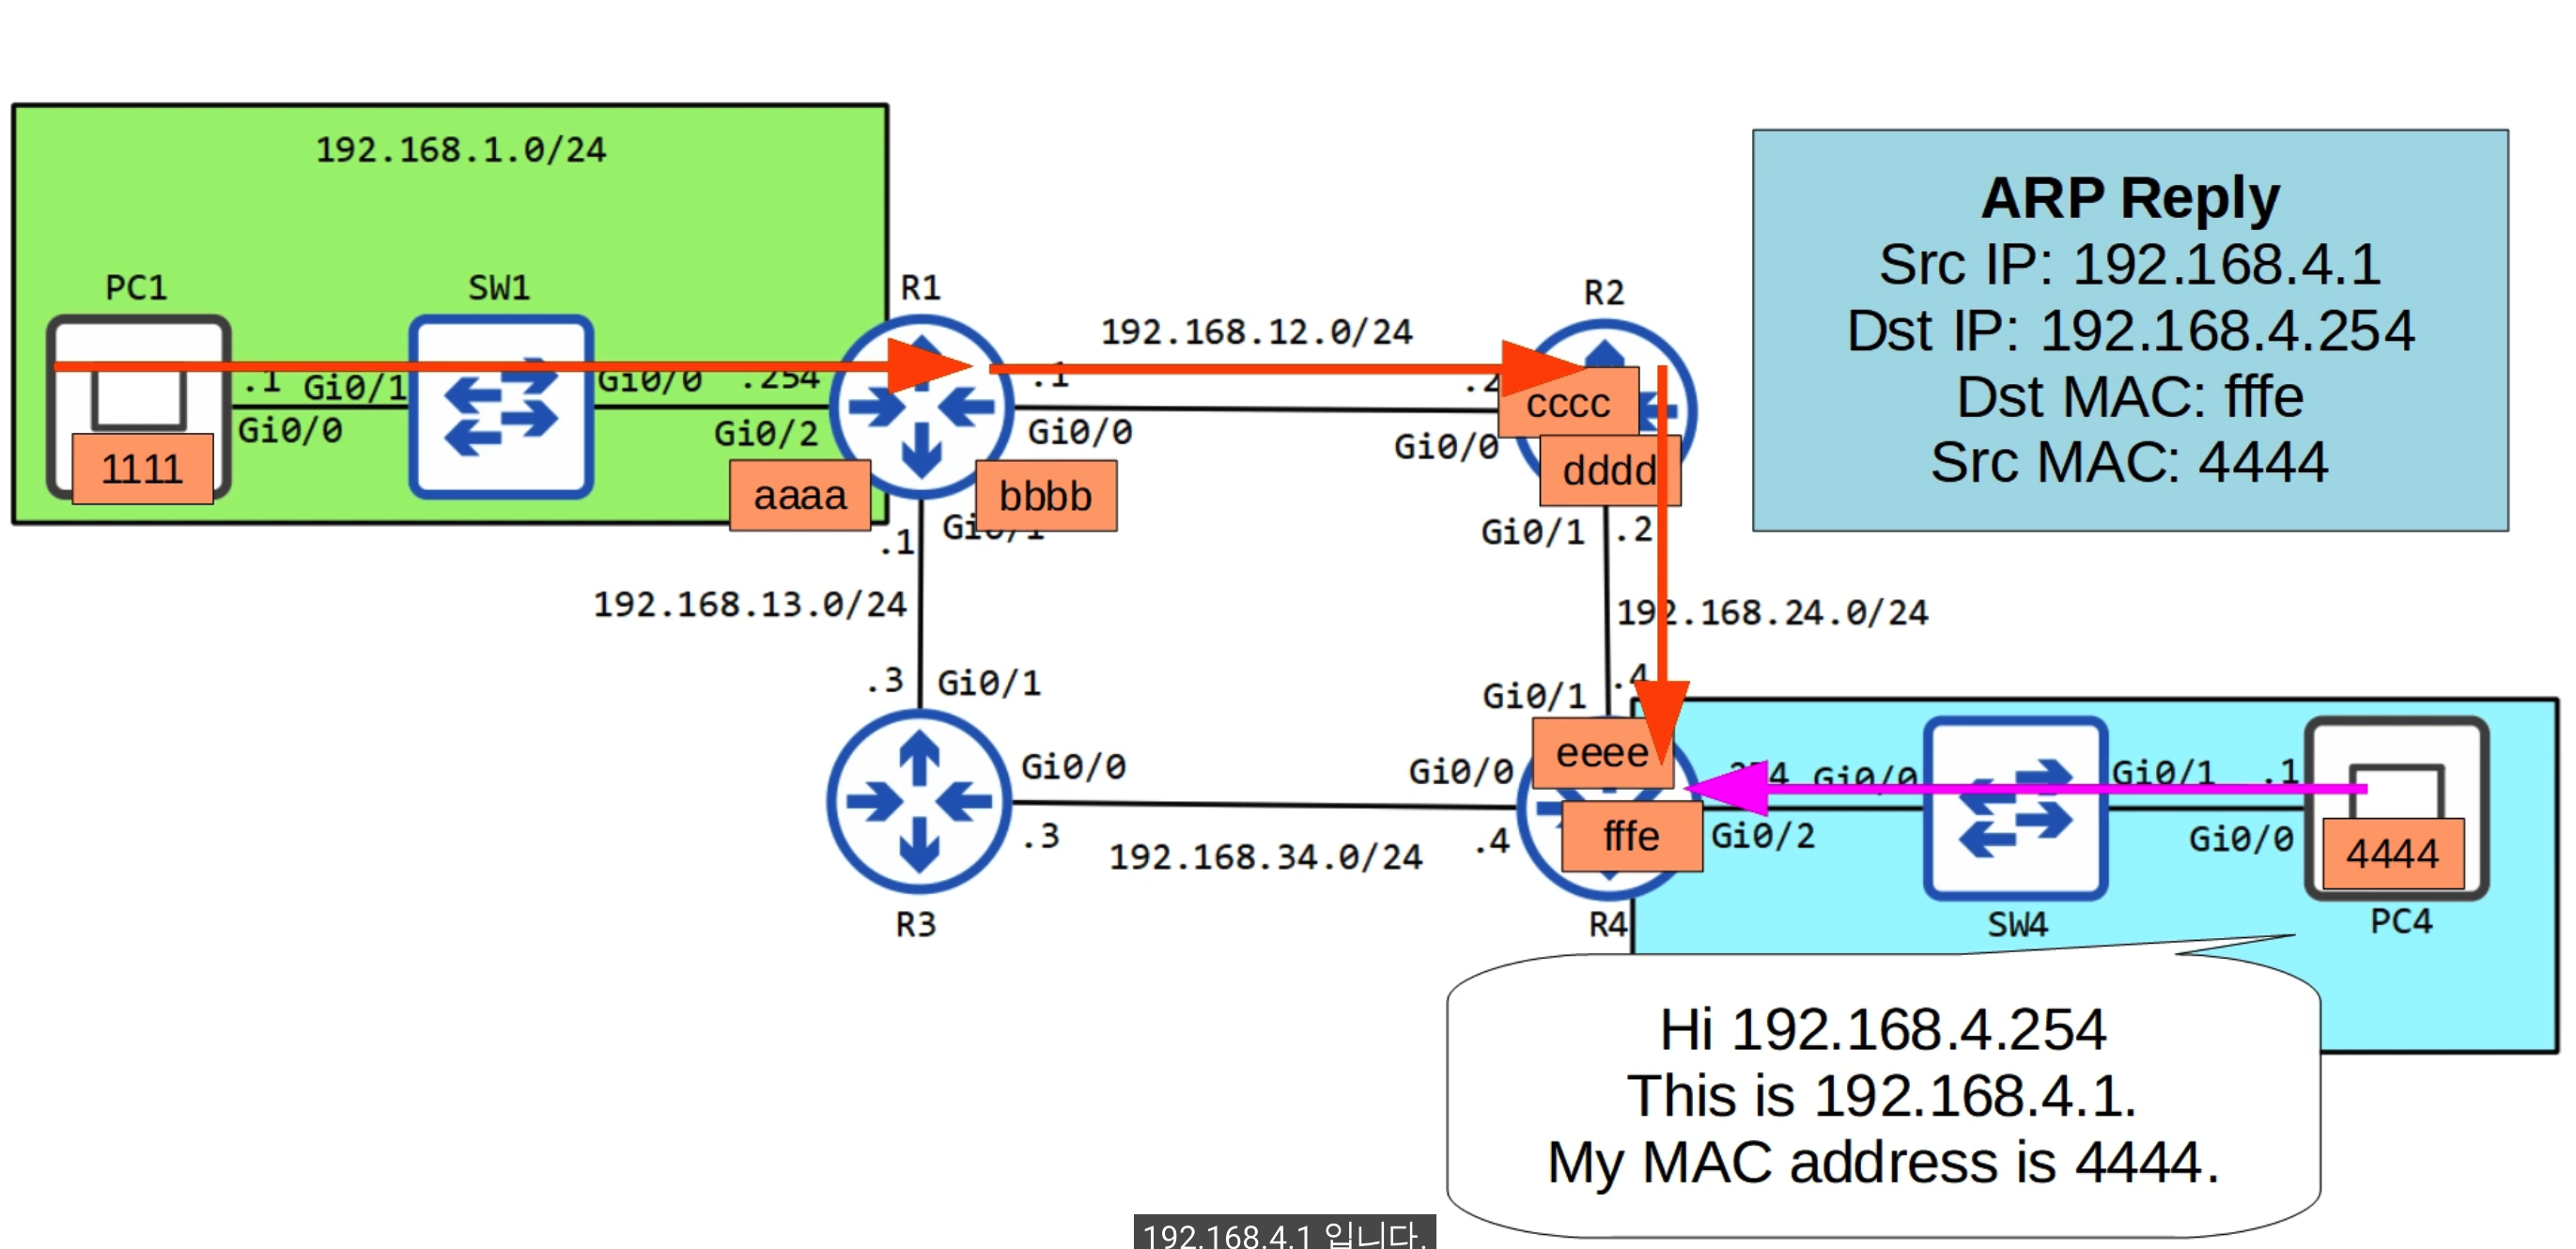 192.168.1.0/24
PC1
SW1
R1
192.168.12.0/24
R2
ARP Reply
Src IP: 192.168.4.1
Dst IP: 192.168.4.254
Dst MAC: fffe
Src MAC: 4444
.1
Gi0/1
Gi0/0
.254
.1
.2
Gi0/0
Gi0/2
Gi0/0
Gi0/0
cccc
dddd
1111
aaaa
bbbb
.1
Gi0/1
Gi0/1
.2
192.168.13.0/24
192.168.24.0/24
.3
Gi0/1
Gi0/1
.4
eeee
Gi0/0
Gi0/0
.254
Gi0/0
Gi0/1
.1
.3
192.168.34.0/24
.4
fffe
Gi0/2
Gi0/0
4444
R3
R4
SW4
PC4
Hi 192.168.4.254
This is 192.168.4.1.
My MAC address is 4444.
192.168.4.1 입니다.